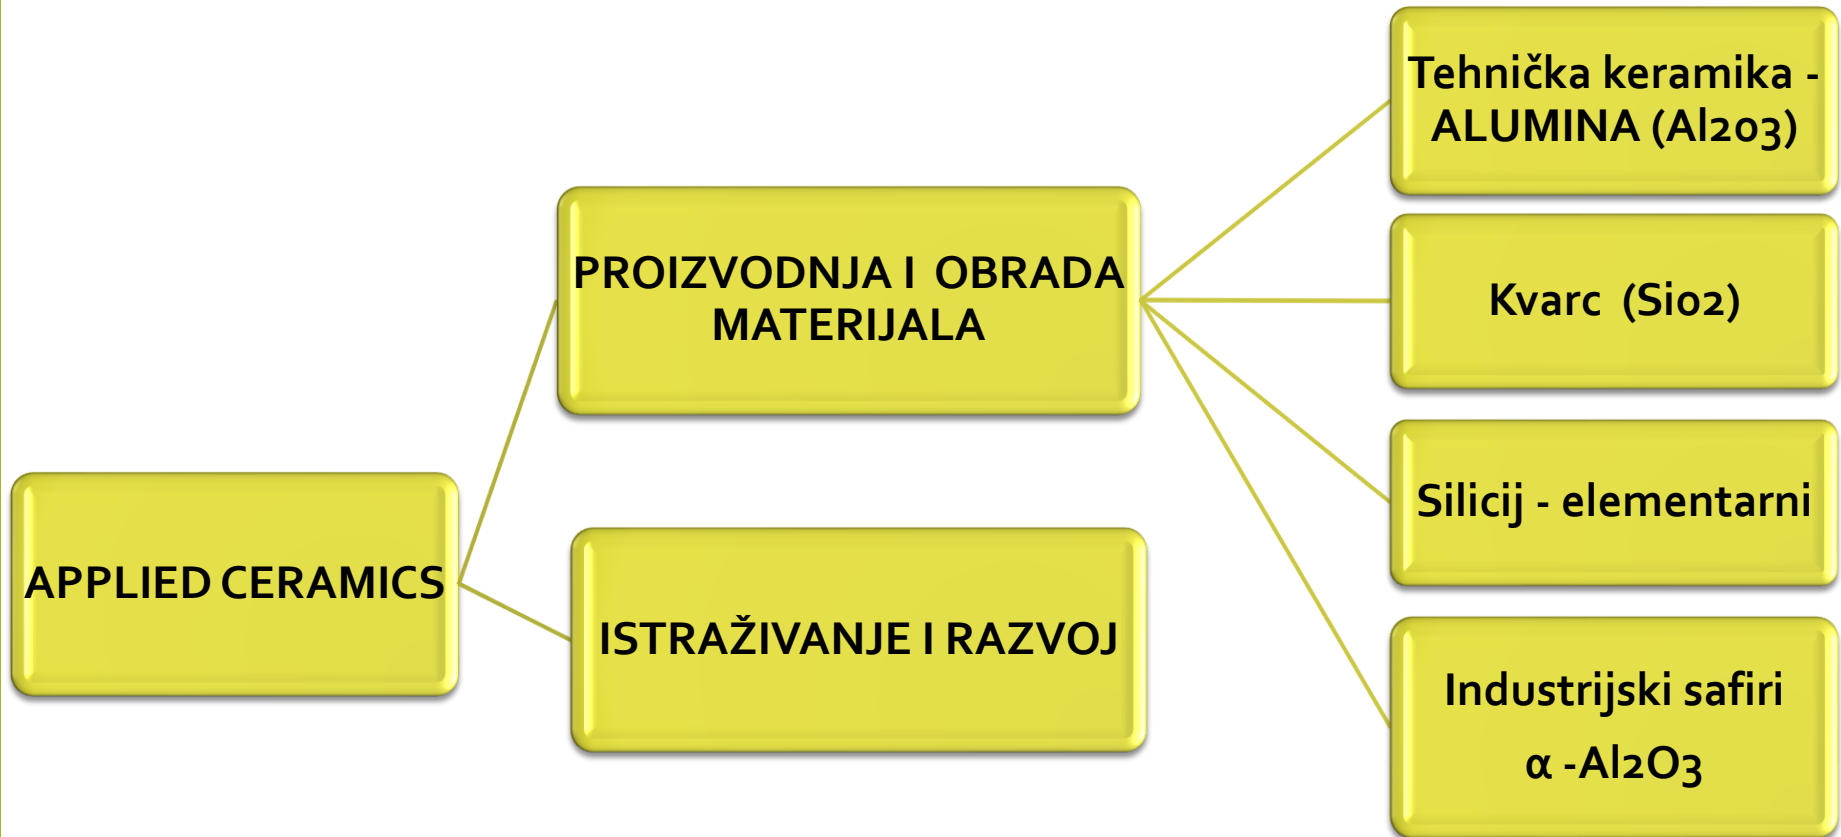 APPLIED CERAMICS
PROIZVODNJA I OBRADA
MATERIJALA
ISTRAŽIVANJE I RAZVOJ
Tehnička keramika -
ALUMINA (Al2o3)
Kvarc (Sio2)
Silicij - elementarni
Industrijski safiri
α -Al2O3